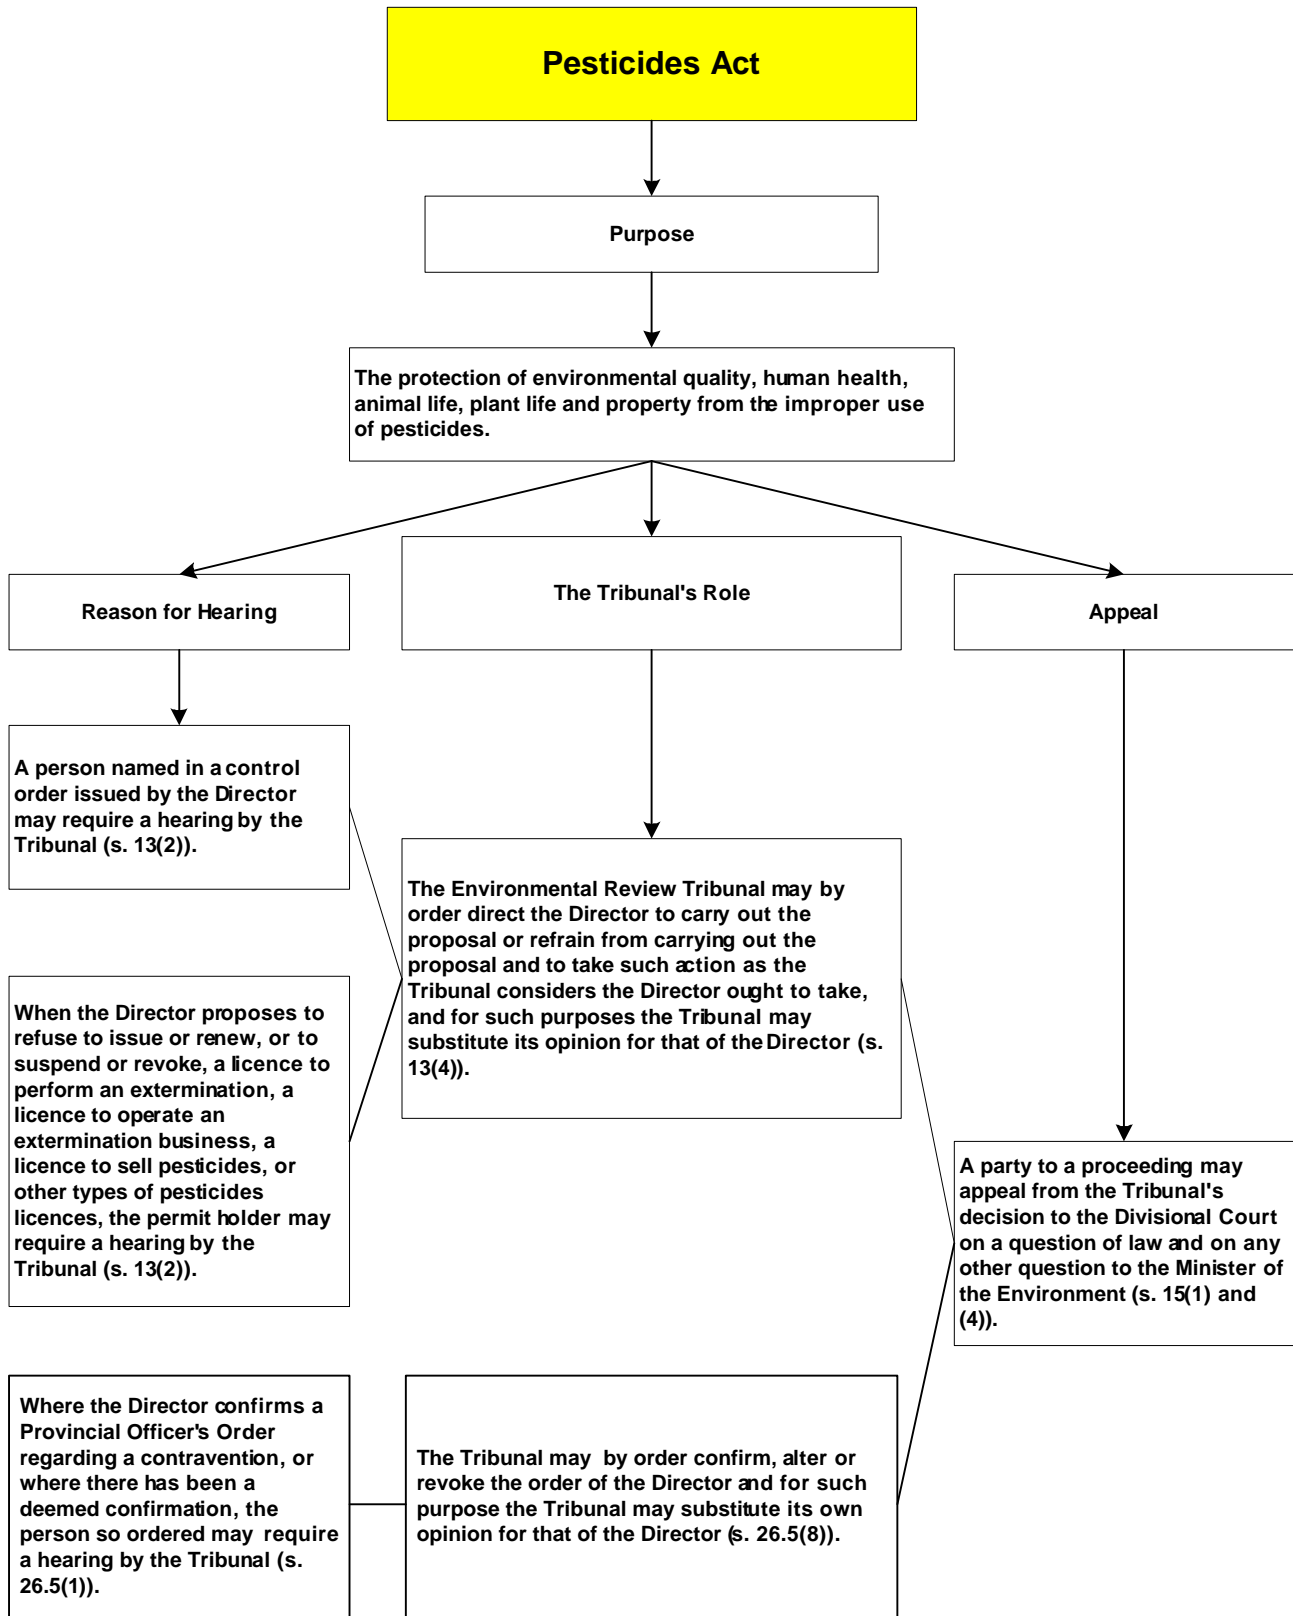 Pesticides Act
Purpose
The protection of environmental quality, human health,
animal life, plant life and property from the improper use
of pesticides.
Reason for Hearing
The Tribunal's Role
Appeal
A person named in a control
order issued by the Director
may require a hearing by the
Tribunal (s. 13(2)).
When the Director proposes to
refuse to issue or renew, or to
suspend or revoke, a licence to
perform an extermination, a
licence to operate an
extermination business, a
licence to sell pesticides, or
other types of pesticides
licences, the permit holder may
require a hearing by the
Tribunal (s. 13(2)).
Where the Director confirms a
Provincial Officer's Order
regarding a contravention, or
where there has been a
deemed confirmation, the
person so ordered may require
a hearing by the Tribunal (s.
26.5(1)).
The Environmental Review Tribunal may by
order direct the Director to carry out the
proposal or refrain from carrying out the
proposal and to take such action as the
Tribunal considers the Director ought to take,
and for such purposes the Tribunal may
substitute its opinion for that of the Director (s.
13(4)).
The Tribunal may by order confirm, alter or
revoke the order of the Director and for such
purpose the Tribunal may substitute its own
opinion for that of the Director (s. 26.5(8)).
A party to a proceeding may
appeal from the Tribunal's
decision to the Divisional Court
on a question of law and on any
other question to the Minister of
the Environment (s. 15(1) and
(4)).